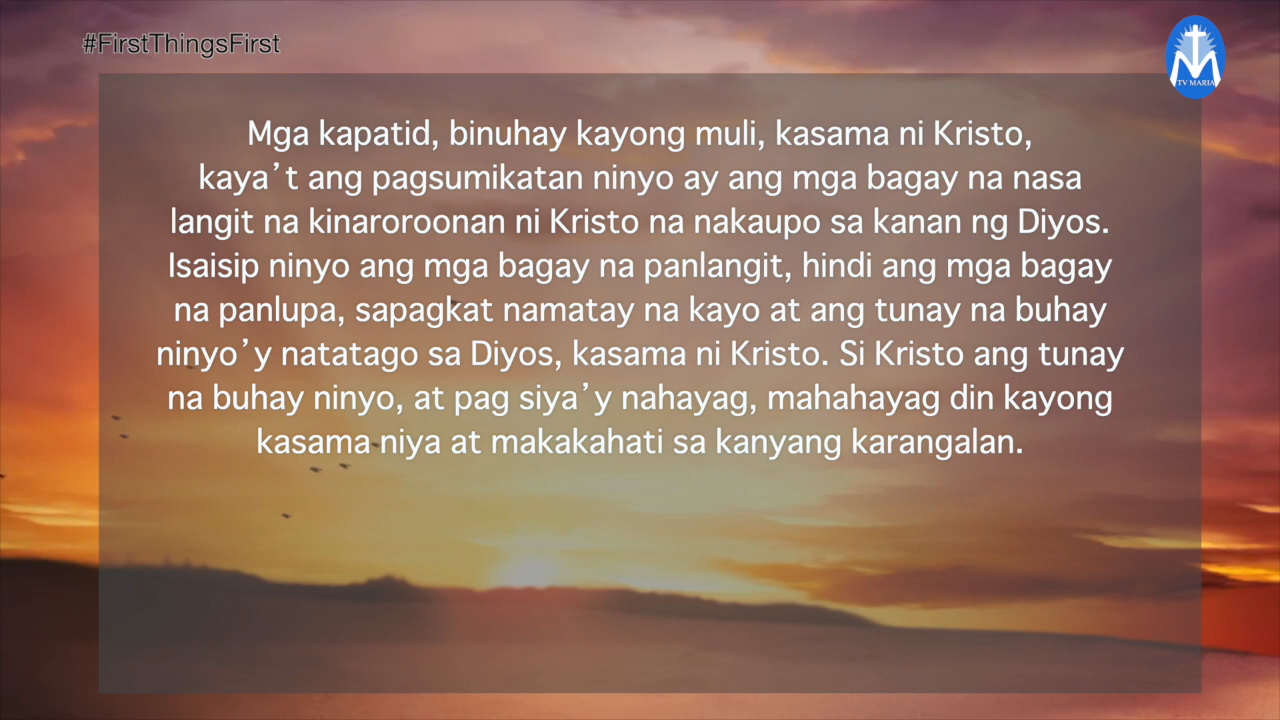 #FirstThingsFirst
TV MARIA
Mga kapatid, binuhay kayong muli, kasama ni Kristo,
kaya’t ang pagsumikatan ninyo ay ang mga bagay na nasa
langit na kinaroroonan ni Kristo na nakaupo sa kanan ng Diyos.
Isaisip ninyo ang mga bagay na panlangit, hindi ang mga bagay
na panlupa, sapagkat namatay na kayo at ang tunay na buhay
ninyo’y natatago sa Diyos, kasama ni Kristo. Si Kristo ang tunay
na buhay ninyo, at pag siya’y nahayag, mahahayag din kayong
kasama niya at makakahati sa kanyang karangalan.